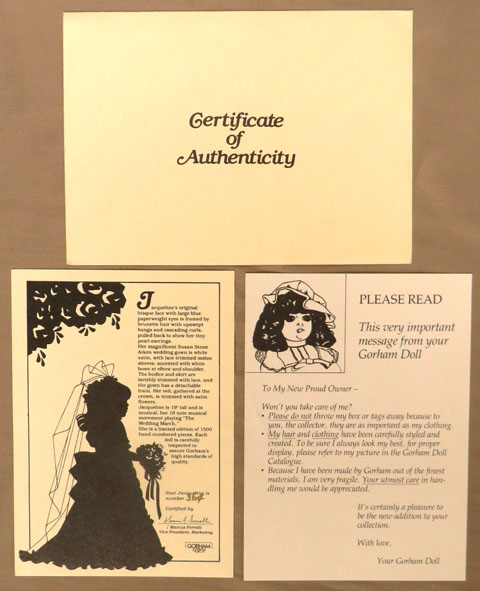 Certificate
of
Authenticity
Jacqueline's original
bisque face with large blue
paperweight eyes is framed by
brunette hair with upswept
bangs and cascading curls,
pulled back to show her tiny
pearl earrings.
Her magnificent Susan Stone
Aiken wedding gown is white
satin, with lace trimmed melon
sleeves, accented with white
bows at elbow and shoulder.
The bodice and skirt are
lavishly trimmed with lace, and
the gown has a detachable
train. Her veil, gathered at the
crown, is trimmed with satin
flowers.
Jacqueline is 19" tall and is
musical, her 18 note musical
movement playing "The
Wedding March."
She is a limited edition of 1500
hand numbered pieces. Each
doll is carefully
inspected to
assure Gorham's
high standards of
quality.
Your Jacqueline is
number 367
Certified by
Vice President, Marketing
GORHAM
PLEASE READ
This very important
message from your
Gorham Doll
To My New Proud Owner –
Won't you take care of me?
• Please do not throw my box or tags away because to
you, the collector, they are as important as my clothing.
• My hair and clothing have been carefully styled and
created. To be sure I always look my best, for proper
display, please refer to my picture in the Gorham Doll
Catalogue.
• Because I have been made by Gorham out of the finest
materials, I am very fragile. Your utmost care in han-
dling me would be appreciated.
It's certainly a pleasure to
be the new addition to your
collection.
With love,
Your Gorham Doll